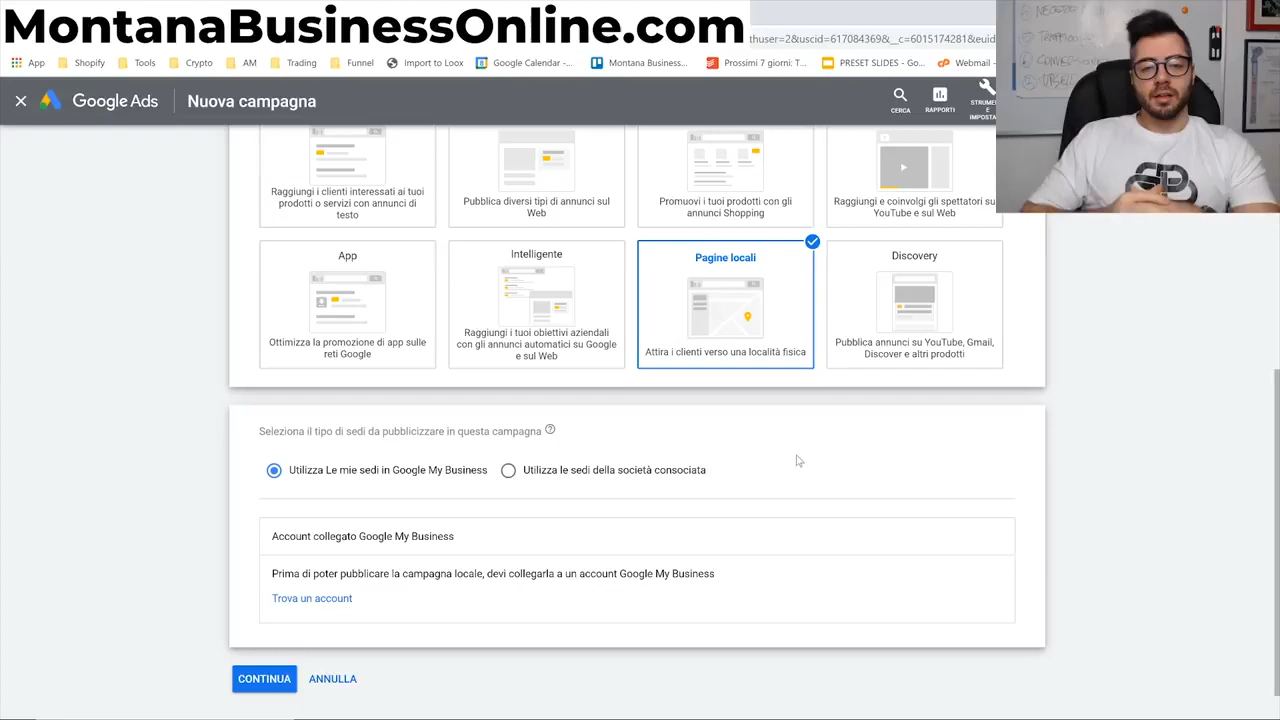 MontanaBusinessOnline.com
thuser=2&uscid=617084369&__c=6015174281&euid
App Shopify Tools Crypto AM Trading Funnel Import to Loox Google Calendar -... Montana Business... Prossimi 7 giorni: T... PRESET SLIDES - Go... Webmail
Google Ads Nuova campagna
CERCA
RAPPORTI
STRUME
E
IMPOSTA
Raggiungi i clienti interessati ai tuoi
prodotti o servizi con annunci di
testo
Pubblica diversi tipi di annunci sul
Web
Promuovi i tuoi prodotti con gli
annunci Shopping
Raggiungi e coinvolgi gli spettatori su
YouTube e sul Web
App
Ottimizza la promozione di app sulle
reti Google
Intelligente
Raggiungi i tuoi obiettivi aziendali
con gli annunci automatici su Google
e sul Web
Pagine locali
Attira i clienti verso una località fisica
Discovery
Pubblica annunci su YouTube, Gmail,
Discover e altri prodotti
Seleziona il tipo di sedi da pubblicizzare in questa campagna
Utilizza Le mie sedi in Google My Business
Utilizza le sedi della società consociata
Account collegato Google My Business
Prima di poter pubblicare la campagna locale, devi collegarla a un account Google My Business
Trova un account
CONTINUA
ANNULLA